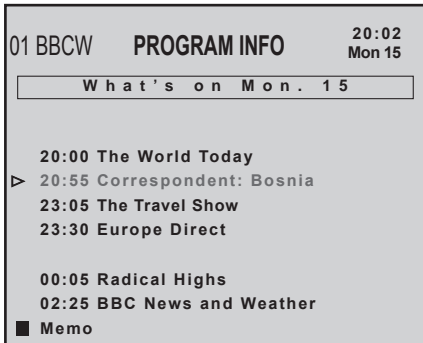 01 BBCW PROGRAM INFO 20:02
Mon 15
What's on Mon. 15
20:00 The World Today
20:55 Correspondent: Bosnia
23:05 The Travel Show
23:30 Europe Direct
00:05 Radical Highs
02:25 BBC News and Weather
Memo